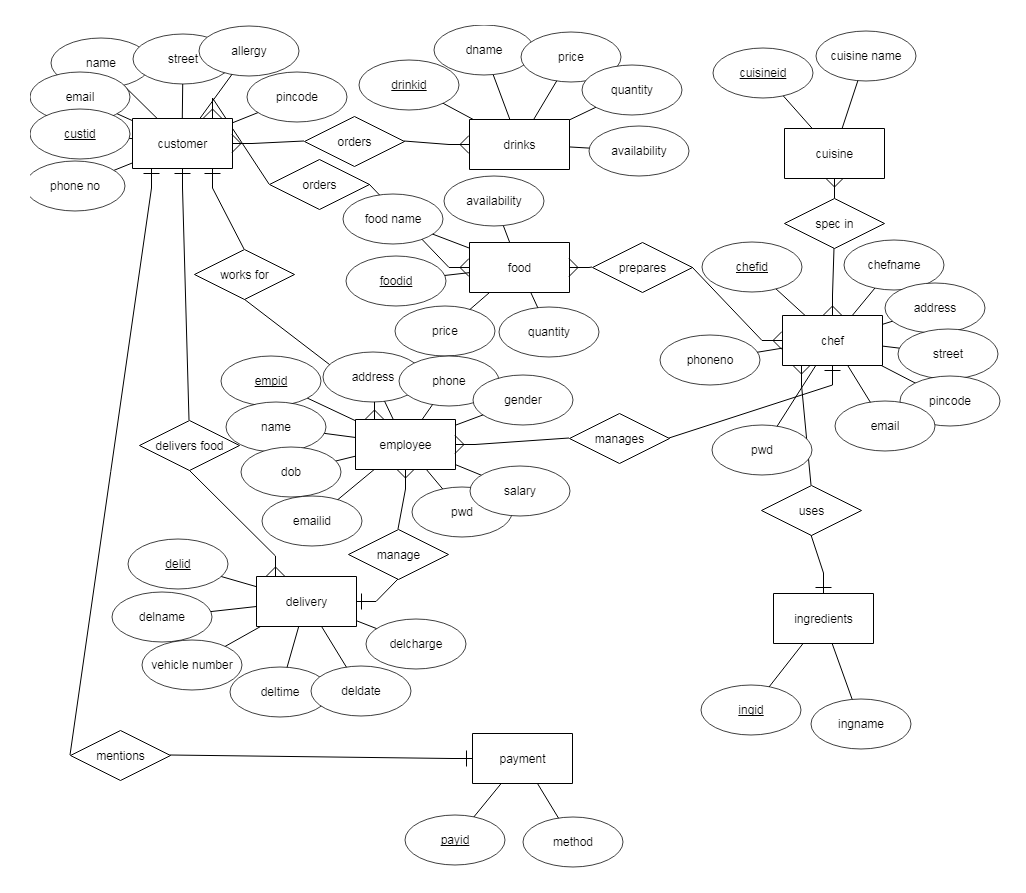 name
street
allergy
email
pincode
custid
customer
phone no
orders
orders
dname
price
drinkid
quantity
drinks
availability
cuisineid
cuisine name
cuisine
spec in
availability
food name
food
foodid
price
quantity
prepares
works for
chefid
chefname
address
chef
street
phoneno
pincode
email
pwd
empid
address
phone
gender
name
employee
manages
delivers food
dob
salary
pwd
emailid
manage
uses
delid
delivery
delname
delcharge
vehicle number
deltime
deldate
ingredients
ingid
ingname
mentions
payment
payid
method